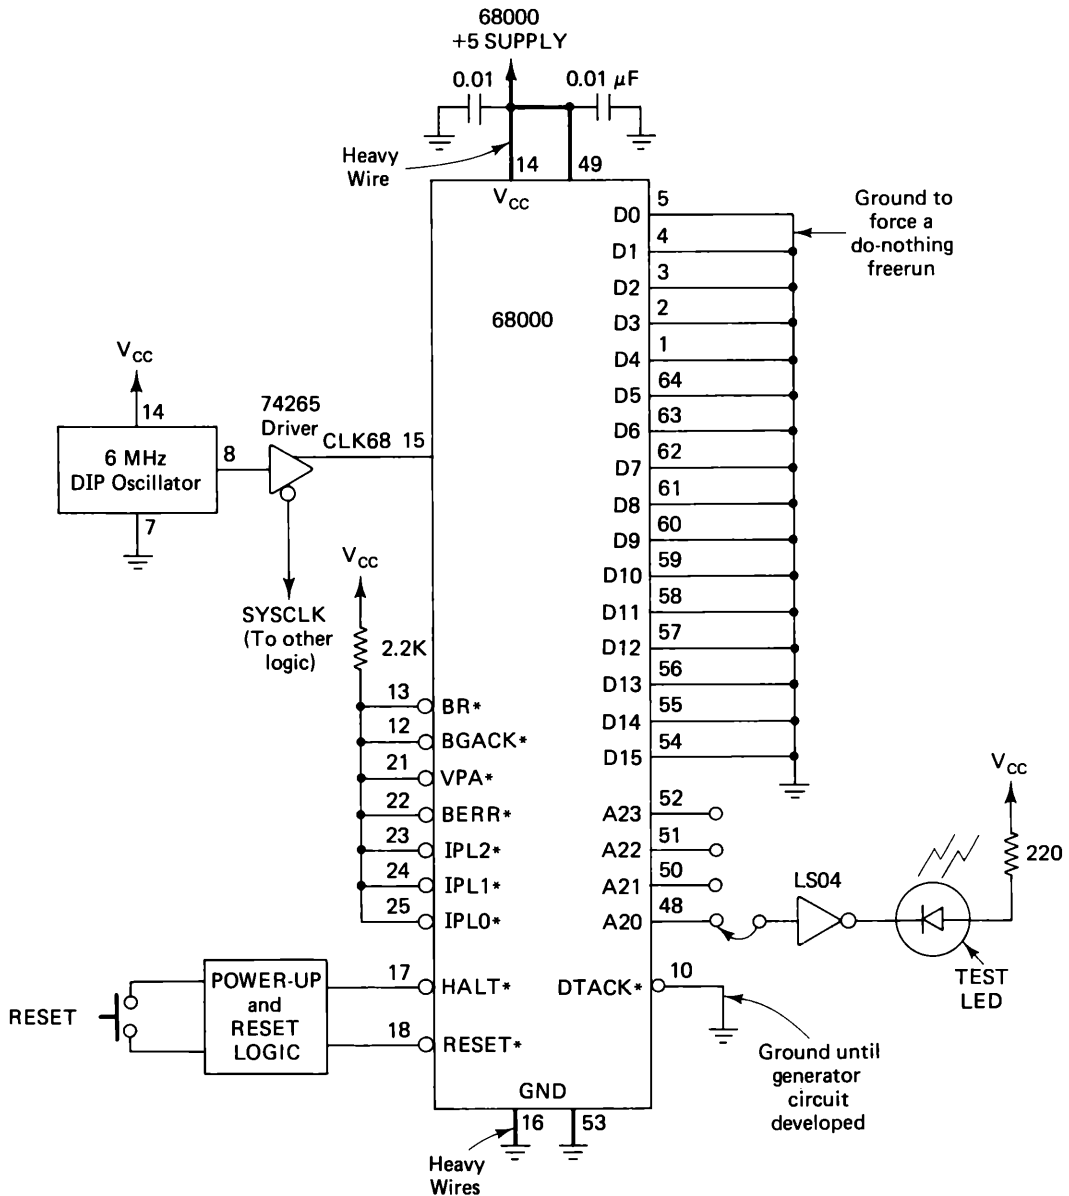 68000
+5 SUPPLY
0.01
0.01 μF
Heavy
Wire
14
49
VCC
5
D0
4
D1
3
D2
2
D3
1
D4
64
D5
63
D6
62
D7
61
D8
60
D9
59
D10
58
D11
57
D12
56
D13
55
D14
54
D15
Ground to
force a
do-nothing
freerun
68000
VCC
14
6 MHz
DIP Oscillator
8
7
74265
Driver
CLK68
15
SYSCLK
(To other
logic)
VCC
2.2K
13
BR*
12
BGACK*
21
VPA*
22
BERR*
23
IPL2*
24
IPL1*
25
IPL0*
52
A23
51
A22
50
A21
48
A20
LS04
VCC
220
TEST
LED
RESET
POWER-UP
and
RESET
LOGIC
17
HALT*
18
RESET*
10
DTACK*
Ground until
generator
circuit
developed
GND
16
53
Heavy
Wires